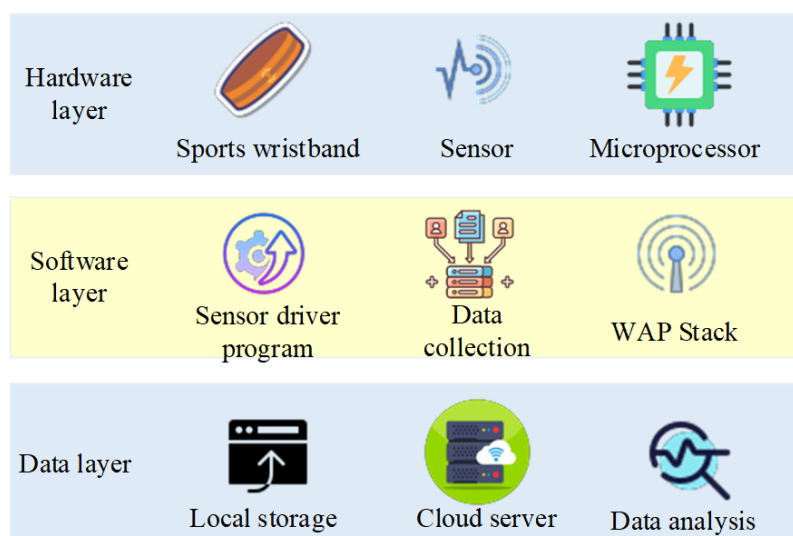 Hardware
layer
Sports wristband
Sensor
Microprocessor
Software
layer
Sensor driver
program
Data
collection
WAP Stack
Data layer
Local storage
Cloud server
Data analysis